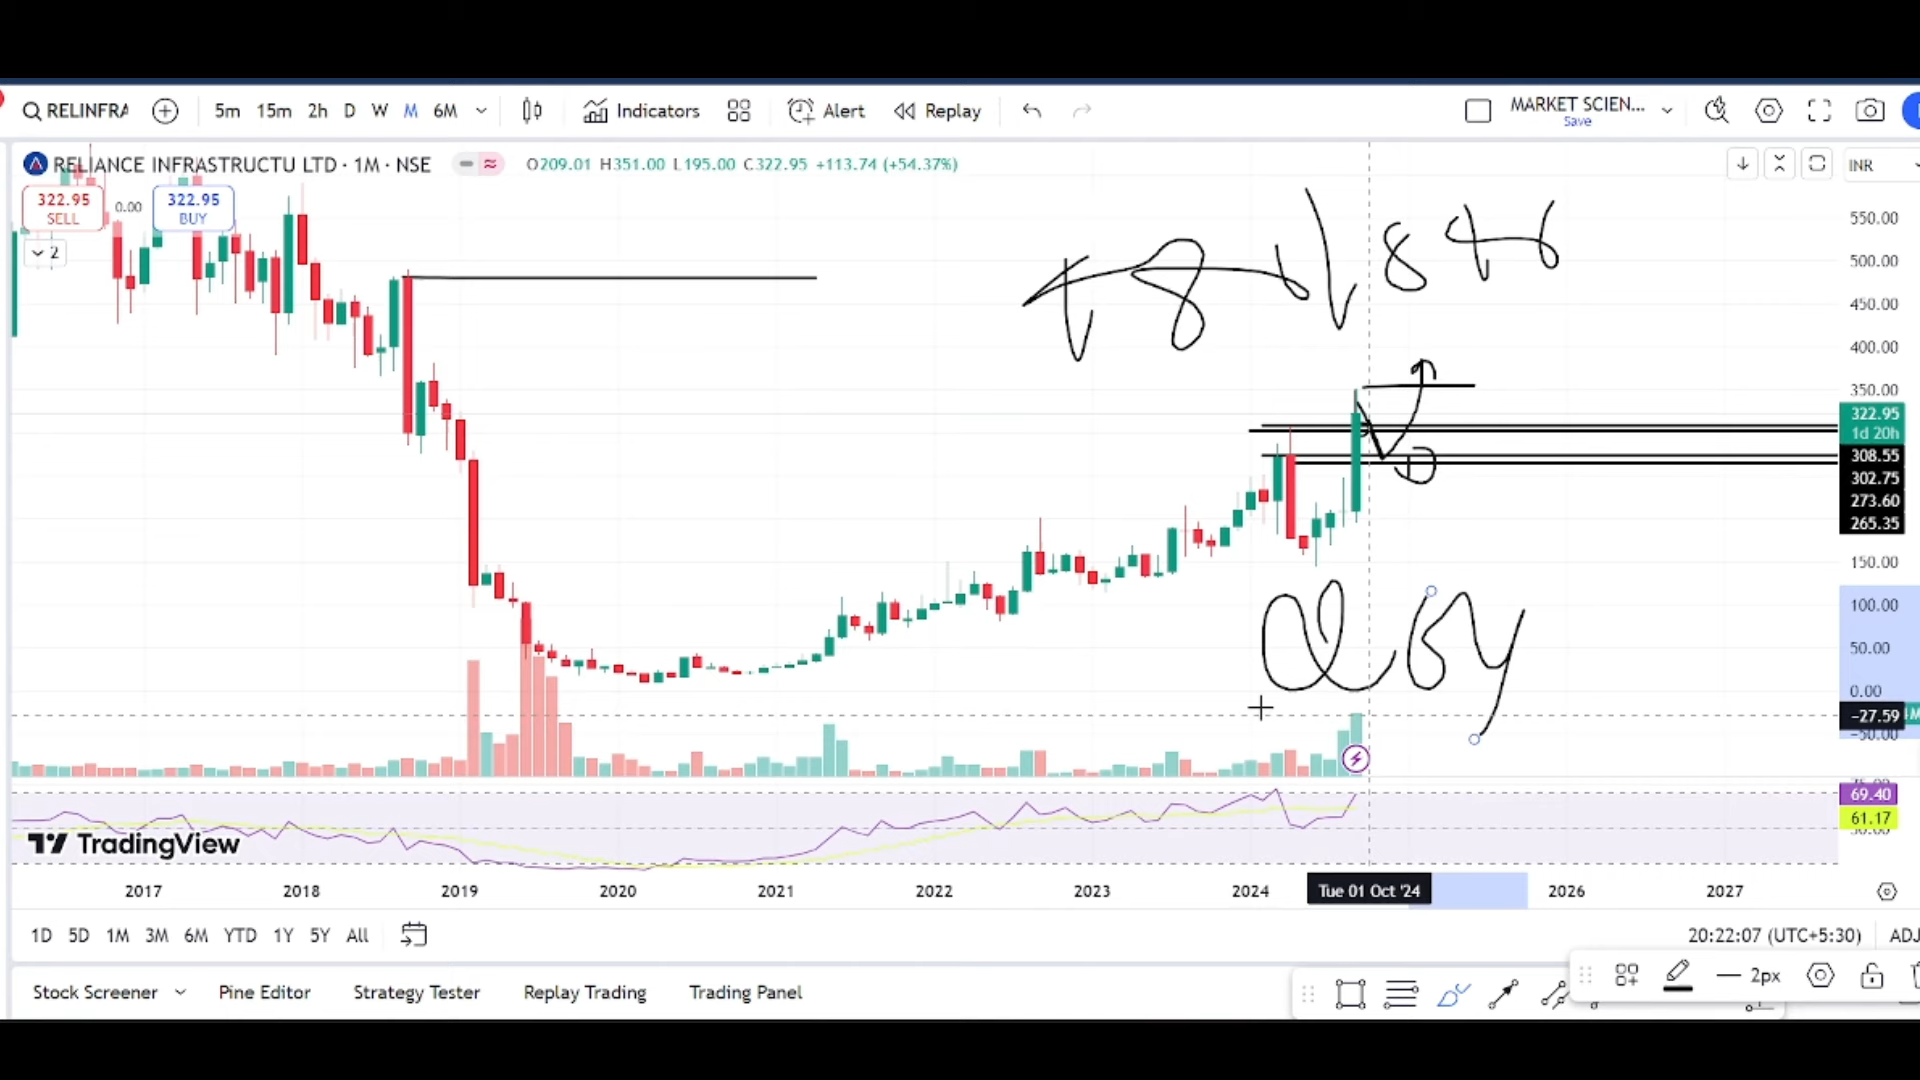 RELINFRA 5m 15m 2h D W M 6M Indicators Alert Replay MARKET SCIEN... Save
RELIANCE INFRASTRUCTU LTD · 1M · NSE O209.01 H351.00 L195.00 C322.95 +113.74 (+54.37%) INR
322.95 SELL 0.00 322.95 BUY
2
550.00
500.00
450.00
400.00
350.00
322.95
1d 20h
308.55
302.75
273.60
265.35
150.00
100.00
50.00
0.00
−27.59
−50.00
69.40
61.17
TradingView
2017 2018 2019 2020 2021 2022 2023 2024 Tue 01 Oct '24 2026 2027
1D 5D 1M 3M 6M YTD 1Y 5Y All 20:22:07 (UTC+5:30) ADJ
2px
Stock Screener Pine Editor Strategy Tester Replay Trading Trading Panel